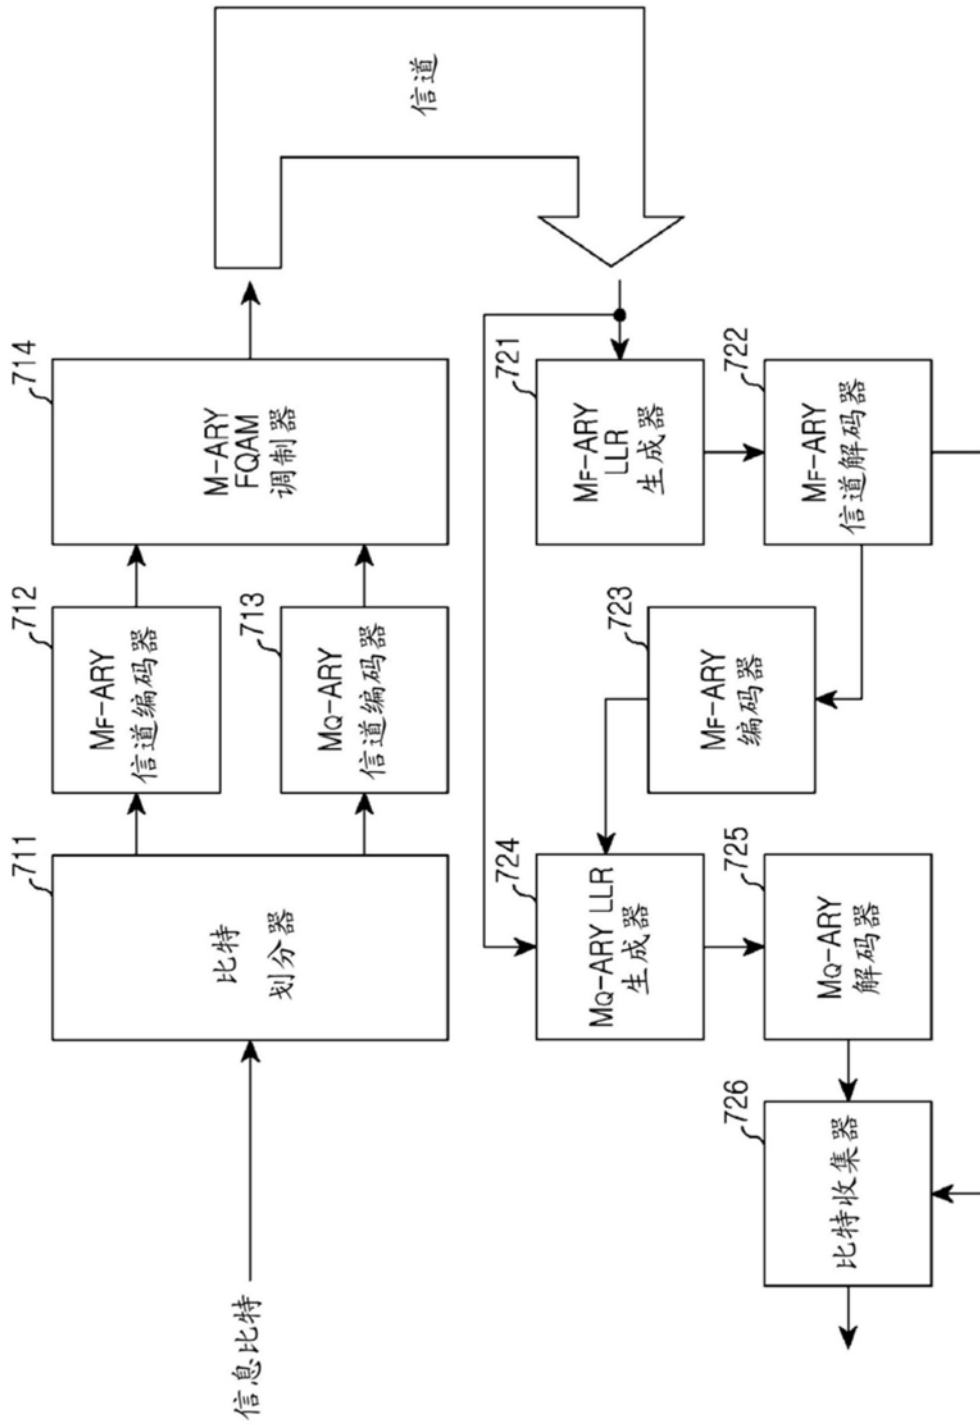 信息比特
711
比特
划分器
712
MF-ARY
信道编码器
713
MQ-ARY
信道编码器
714
M-ARY
FQAM
调制器
信道
721
MF-ARY
LLR
生成器
722
MF-ARY
信道解码器
723
MF-ARY
编码器
724
MQ-ARY LLR
生成器
725
MQ-ARY
解码器
726
比特收集器